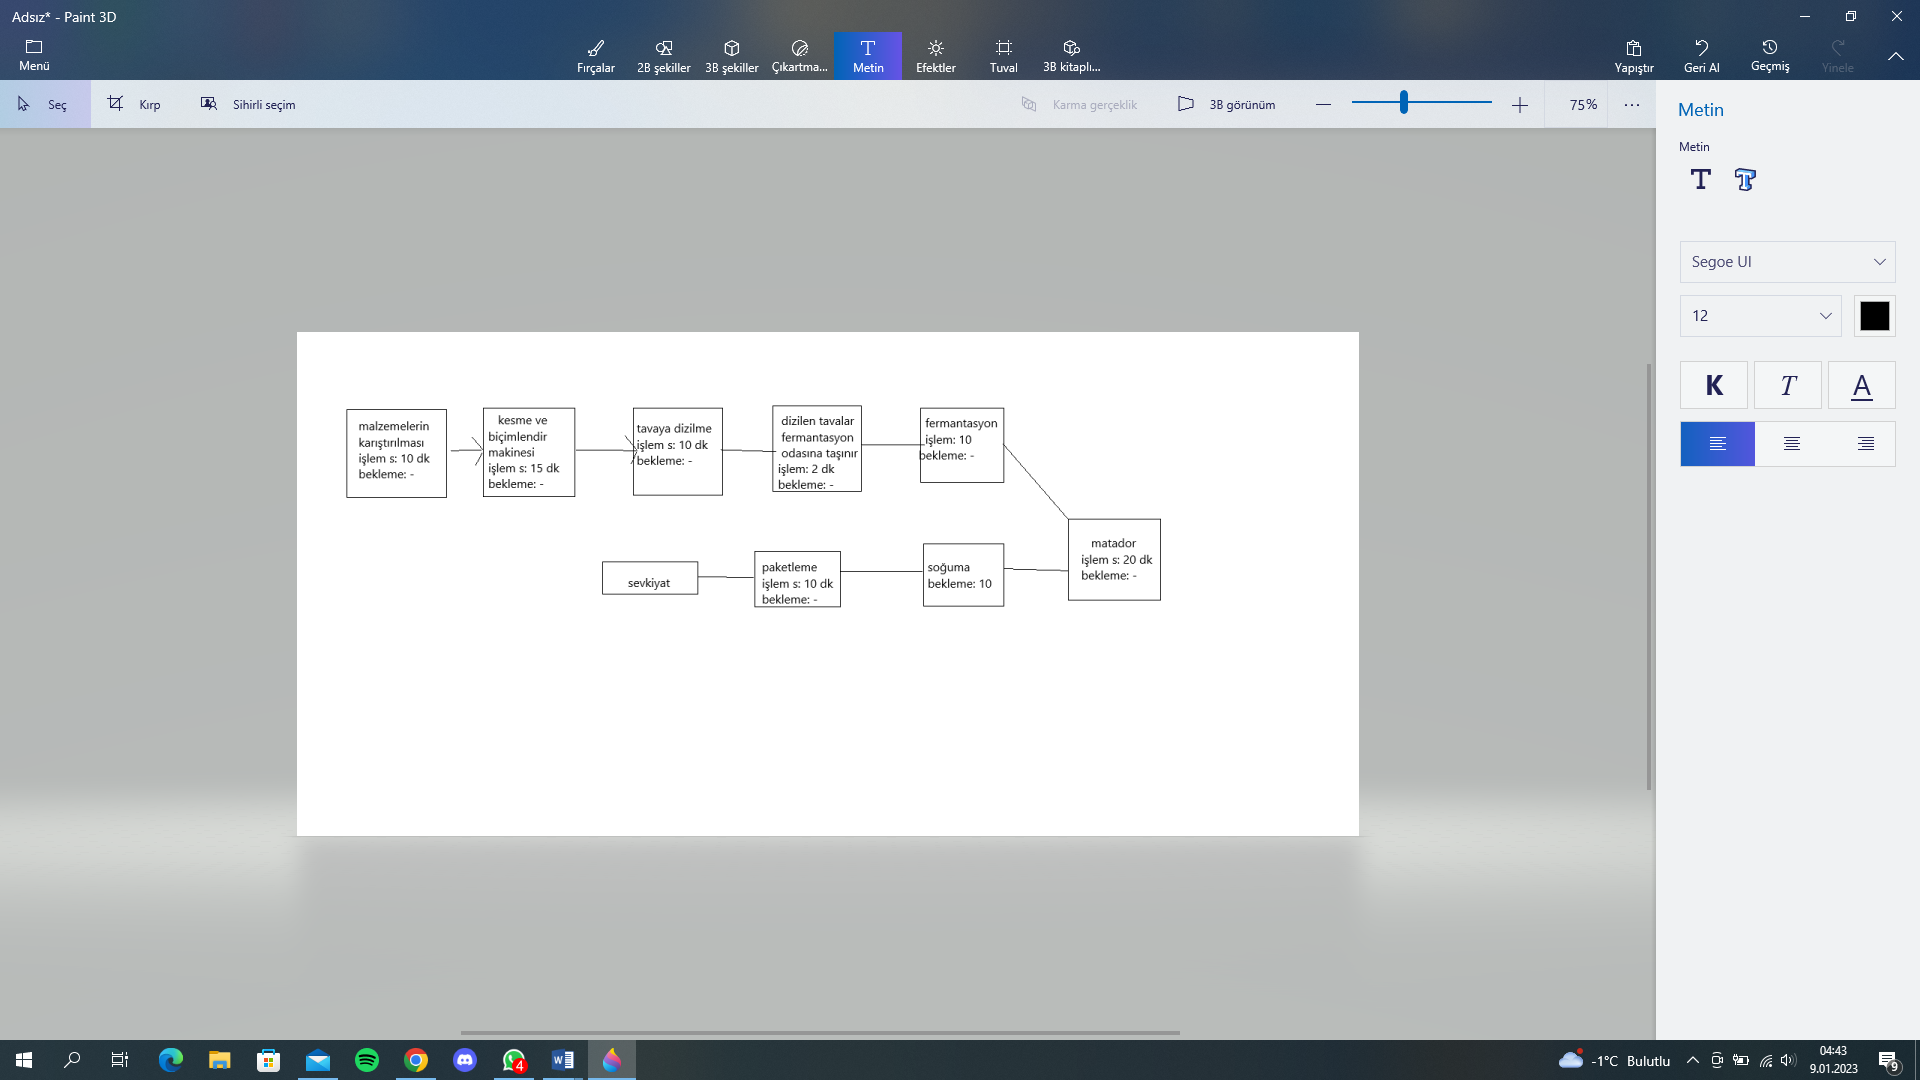 Adsız* - Paint 3D
Menü
Fırçalar
2B şekiller
3B şekiller
Çıkartma...
Metin
Efektler
Tuval
3B kitaplı...
Yapıştır
Geri Al
Geçmiş
Yinele
Seç
Kırp
Sihirli seçim
Karma gerçeklik
3B görünüm
75%
Metin
Metin
Segoe UI
12
K
T
A
malzemelerin
karıştırılması
işlem s: 10 dk
bekleme: -
kesme ve
biçimlendir
makinesi
işlem s: 15 dk
bekleme: -
tavaya dizilme
işlem s: 10 dk
bekleme: -
dizilen tavalar
fermantasyon
odasına taşınır
işlem: 2 dk
bekleme: -
fermantasyon
işlem: 10
bekleme: -
matador
işlem s: 20 dk
bekleme: -
soğuma
bekleme: 10
paketleme
işlem s: 10 dk
bekleme: -
sevkiyat
4
-1°C Bulutlu
04:43
9.01.2023
9